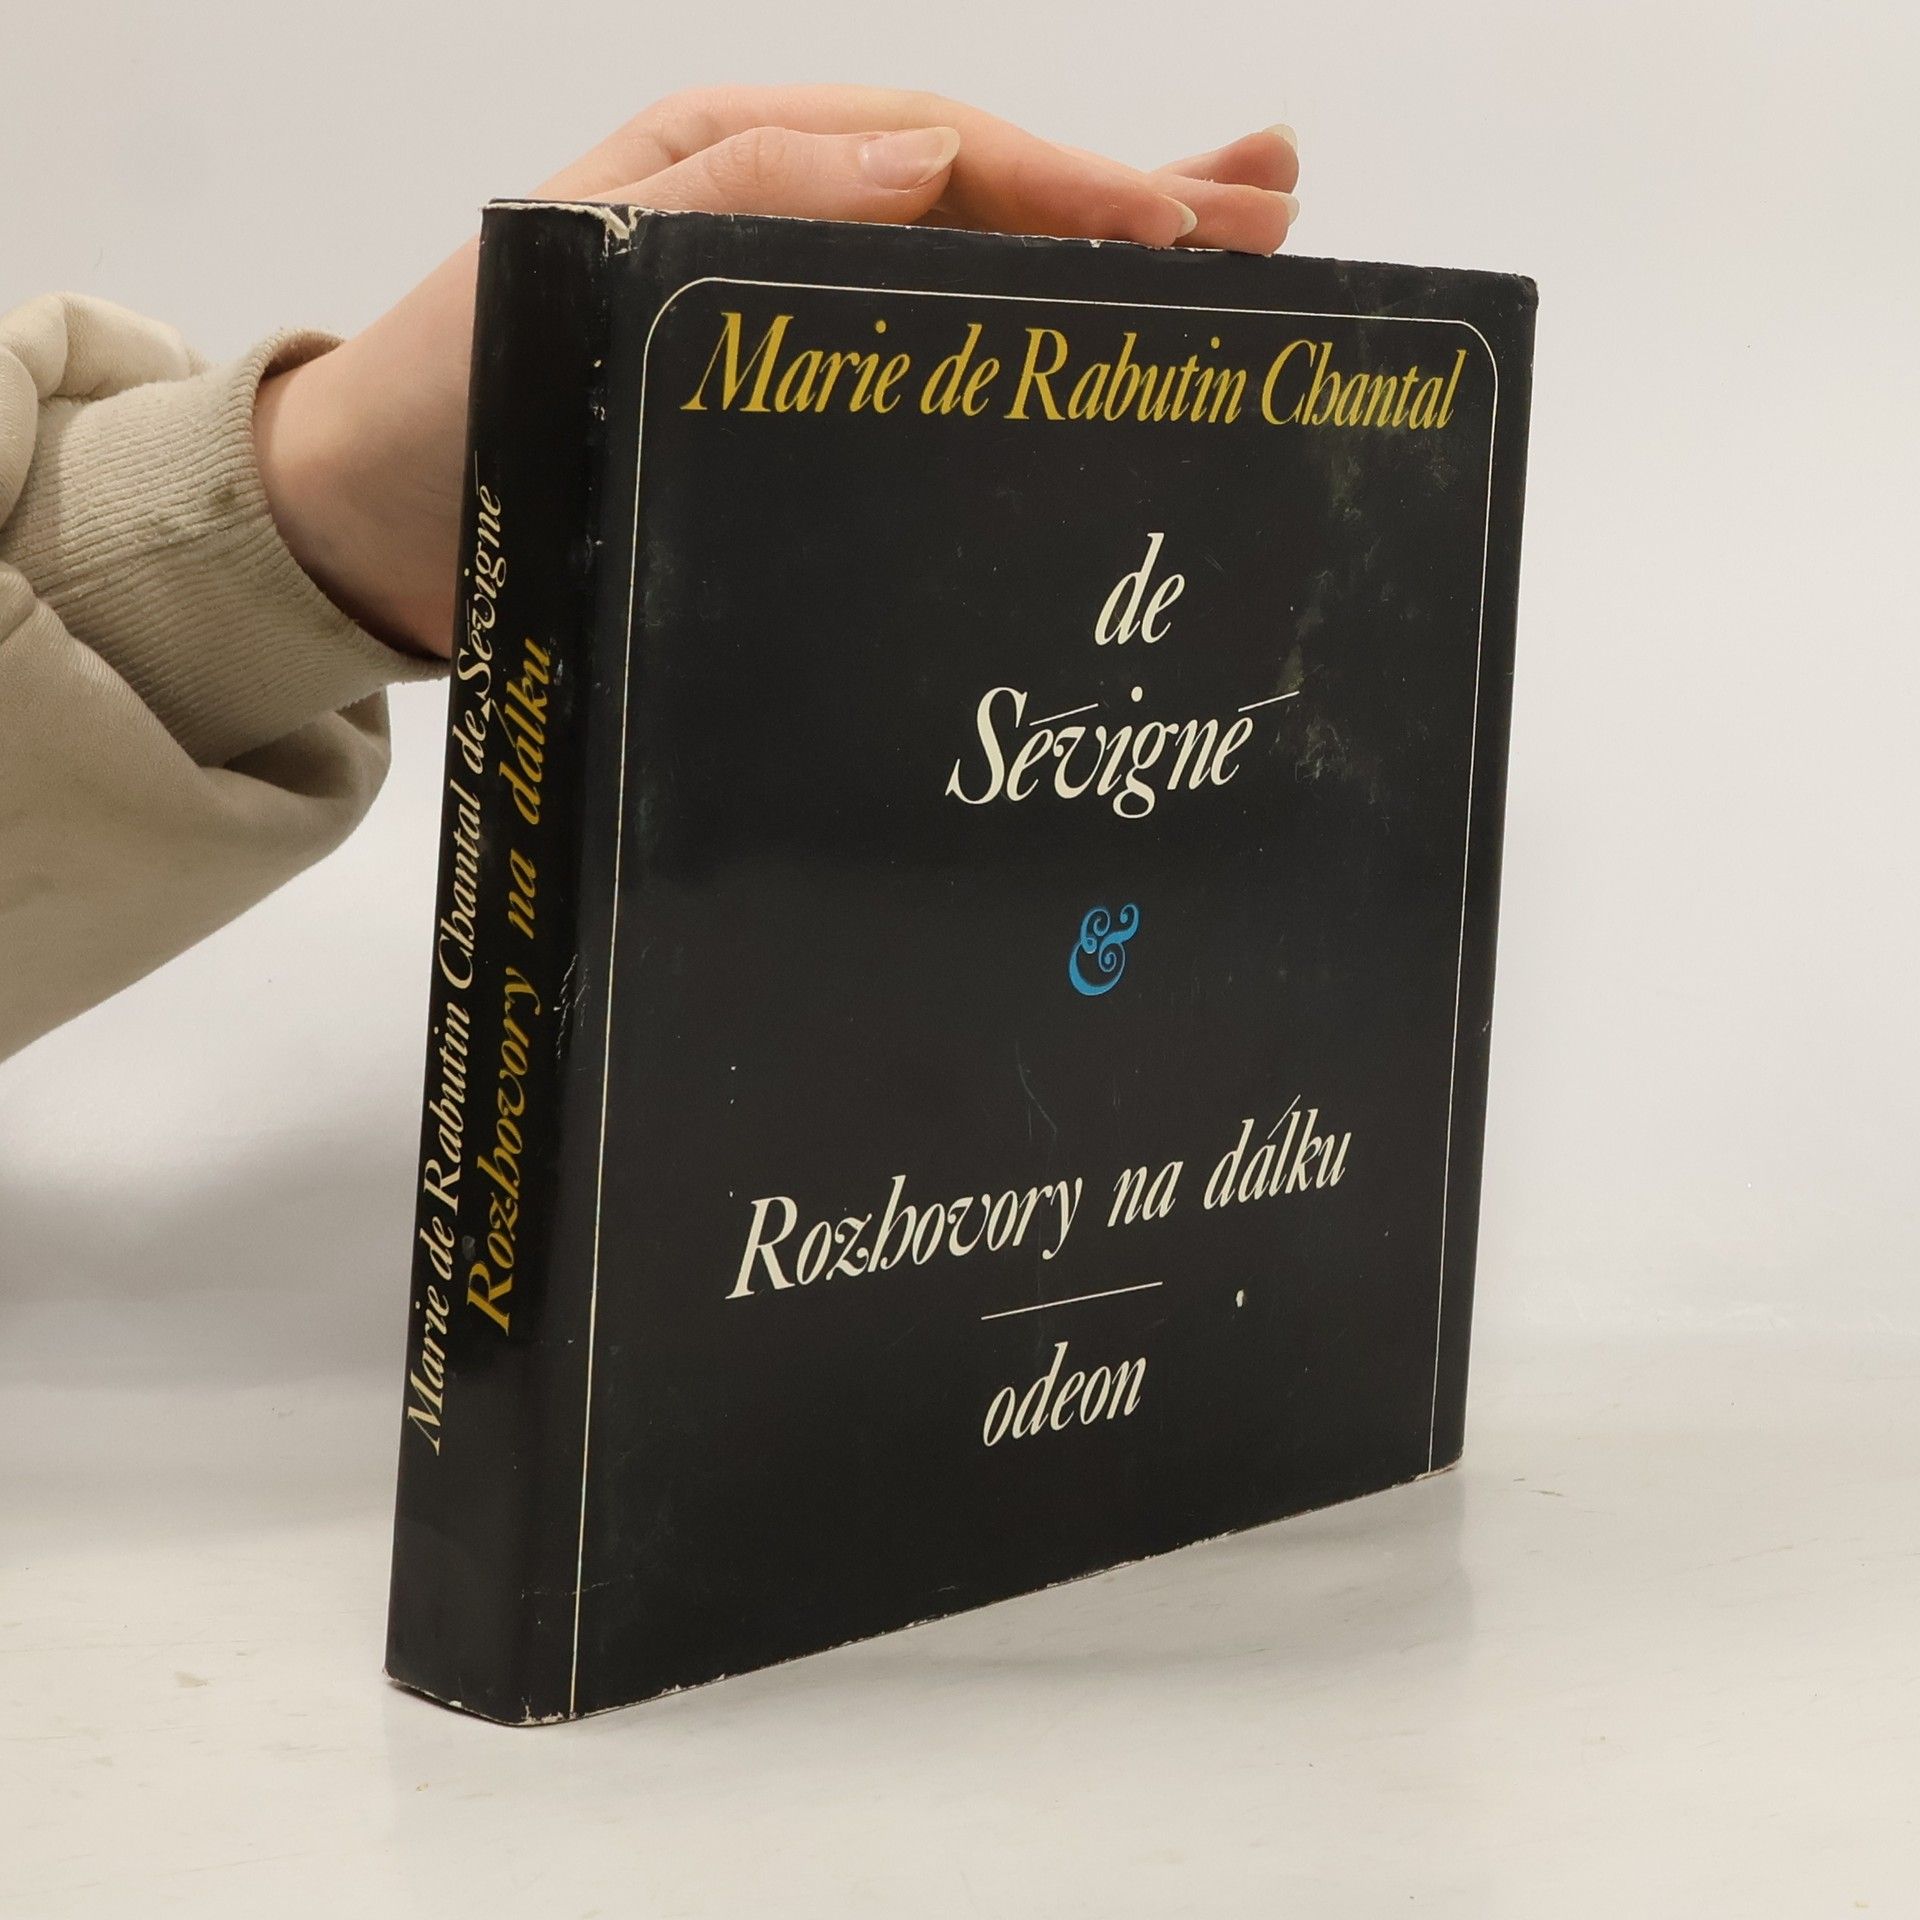 Marie de Rabutin Chantal
de
Sévigné
&
Rozhovory na dálku
odeon
Marie de Rabutin Chantal de Sévigné
Rozhovory na dálku